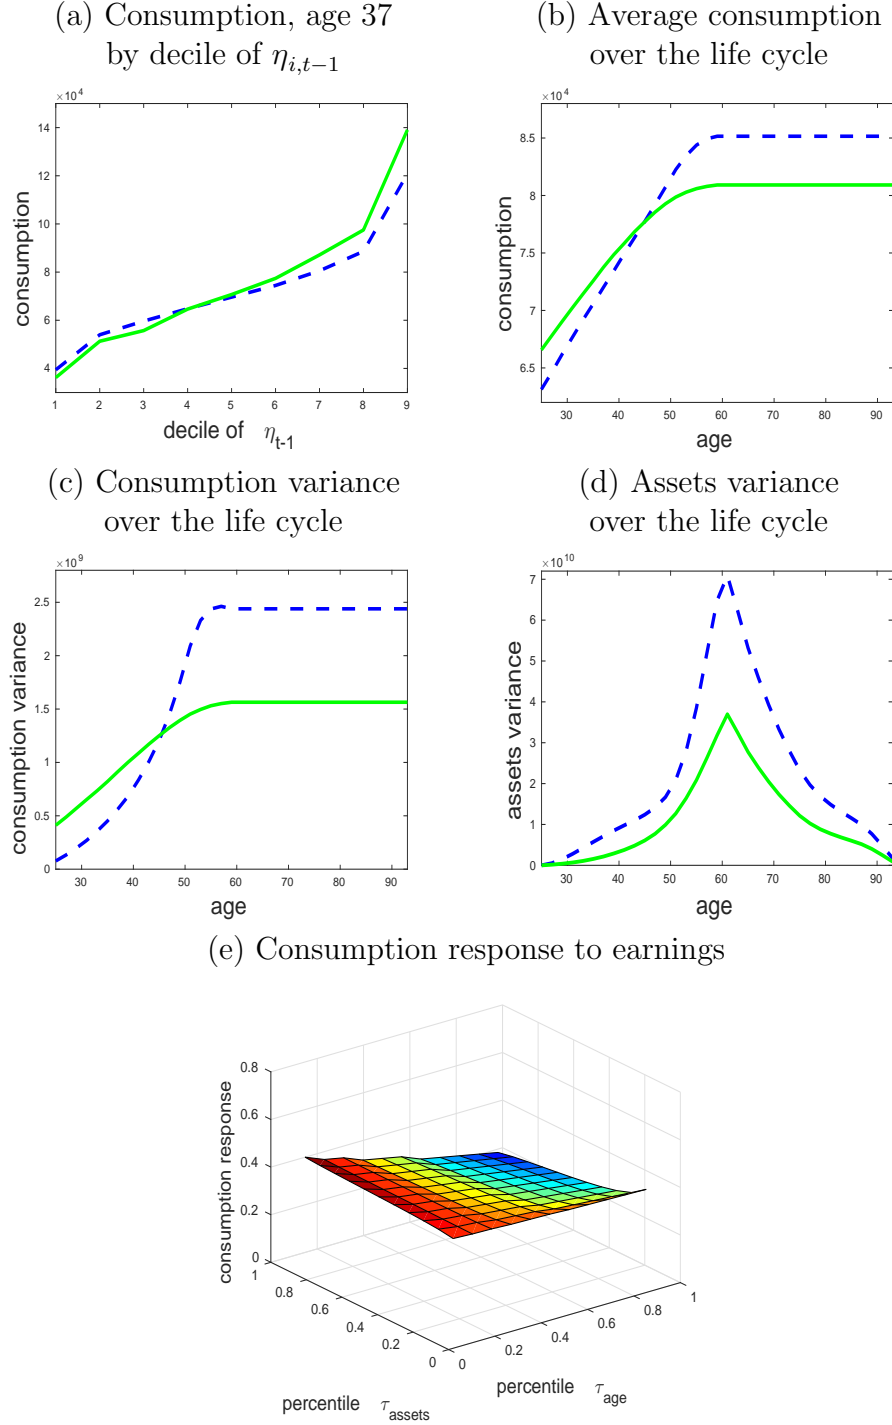 (a) Consumption, age 37
by decile of η_{i,t−1}
×10^4
14
12
10
8
6
4
1 2 3 4 5 6 7 8 9
consumption
decile of η_{t-1}
(b) Average consumption
over the life cycle
×10^4
8.5
8
7.5
7
6.5
30 40 50 60 70 80 90
consumption
age
(c) Consumption variance
over the life cycle
×10^9
2.5
2
1.5
1
0.5
0
30 40 50 60 70 80 90
consumption variance
age
(d) Assets variance
over the life cycle
×10^10
7
6
5
4
3
2
1
0
30 40 50 60 70 80 90
assets variance
age
(e) Consumption response to earnings
0.8
0.6
0.4
0.2
0
consumption response
1
0.8
0.6
0.4
0.2
0
percentile τ_{assets}
0
0.2
0.4
0.6
0.8
1
percentile τ_{age}